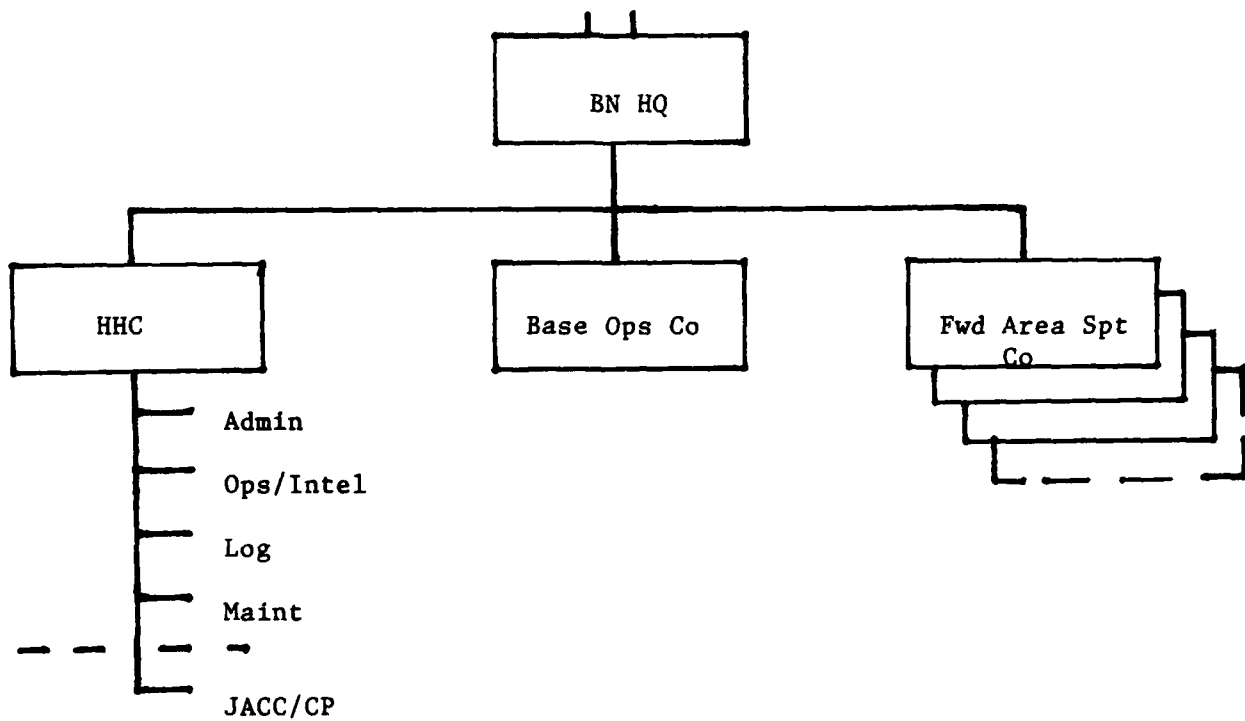 BN HQ
HHC
Base Ops Co
Fwd Area Spt
Co
Admin
Ops/Intel
Log
Maint
JACC/CP